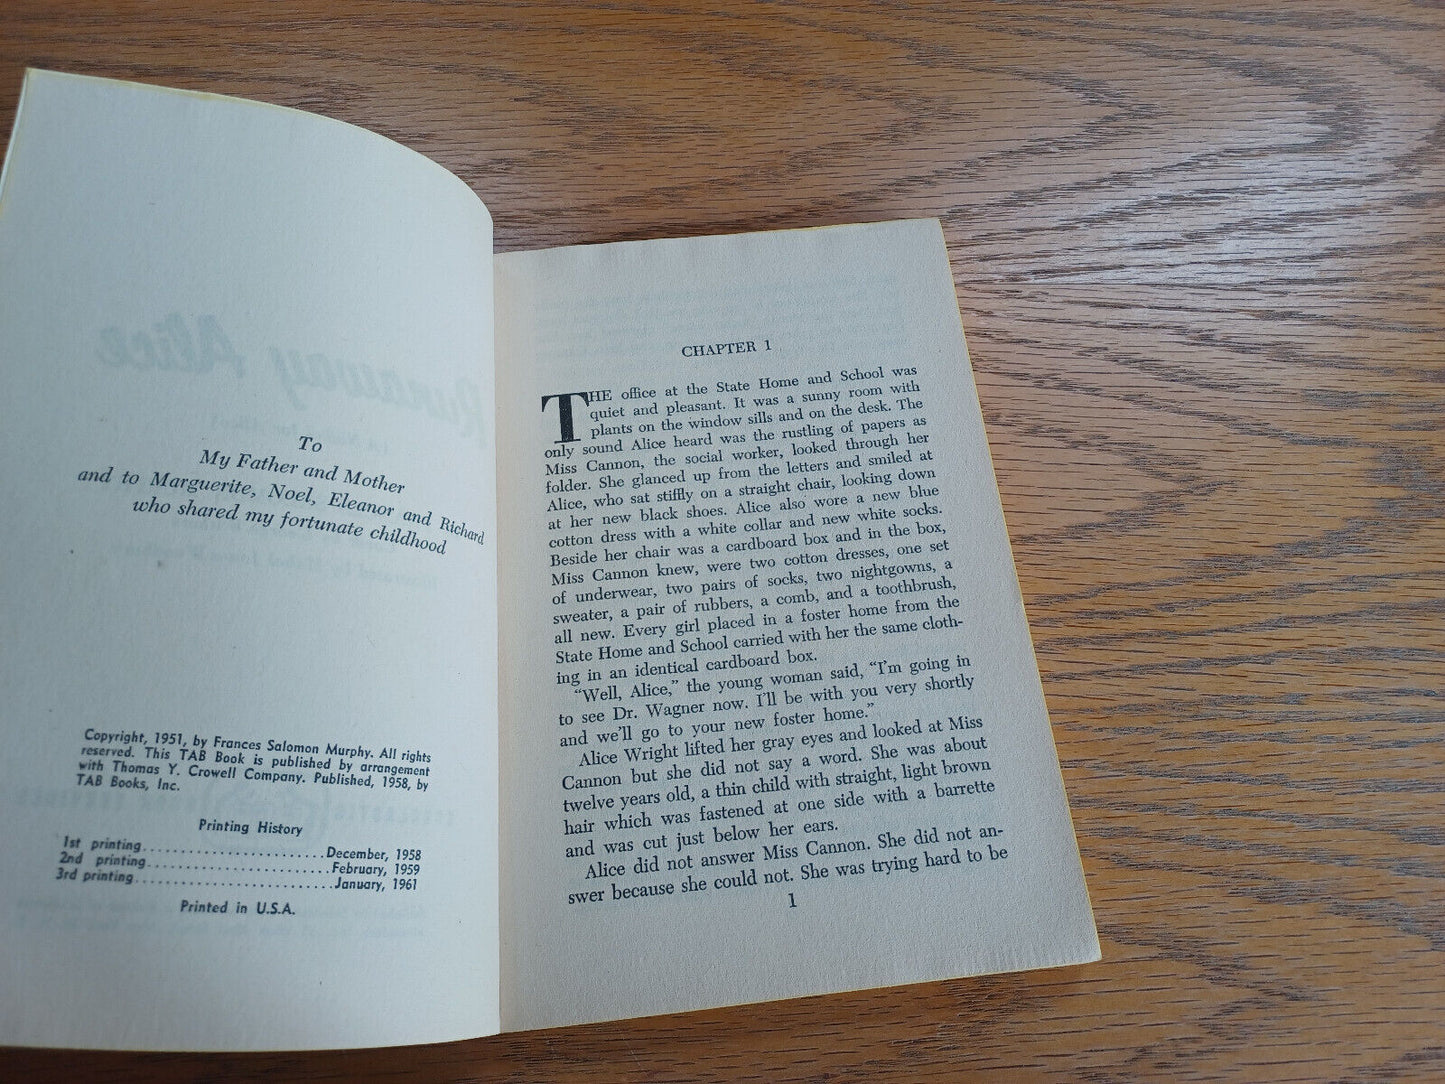 To
My Father and Mother
and to Marguerite, Noel, Eleanor and Richard
who shared my fortunate childhood
Copyright, 1951, by Frances Salomon Murphy. All rights
reserved. This TAB Book is published by arrangement
with Thomas Y. Crowell Company. Published, 1958, by
TAB Books, Inc.
Printing History
1st printing........................December, 1958
2nd printing........................February, 1959
3rd printing..........................January, 1961
Printed in U.S.A.
Runaway Alice
CHAPTER 1
THE office at the State Home and School was
quiet and pleasant. It was a sunny room with
plants on the window sills and on the desk. The
only sound Alice heard was the rustling of papers as
Miss Cannon, the social worker, looked through her
folder. She glanced up from the letters and smiled at
Alice, who sat stiffly on a straight chair, looking down
at her new black shoes. Alice also wore a new blue
cotton dress with a white collar and new white socks.
Beside her chair was a cardboard box and in the box,
Miss Cannon knew, were two cotton dresses, one set
of underwear, two pairs of socks, two nightgowns, a
sweater, a pair of rubbers, a comb, and a toothbrush,
all new. Every girl placed in a foster home from the
State Home and School carried with her the same cloth-
ing in an identical cardboard box.
"Well, Alice," the young woman said, "I'm going in
to see Dr. Wagner now. I'll be with you very shortly
and we'll go to your new foster home."
Alice Wright lifted her gray eyes and looked at Miss
Cannon but she did not say a word. She was about
twelve years old, a thin child with straight, light brown
hair which was fastened at one side with a barrette
and was cut just below her ears.
Alice did not answer Miss Cannon. She did not an-
swer because she could not. She was trying hard to be
1